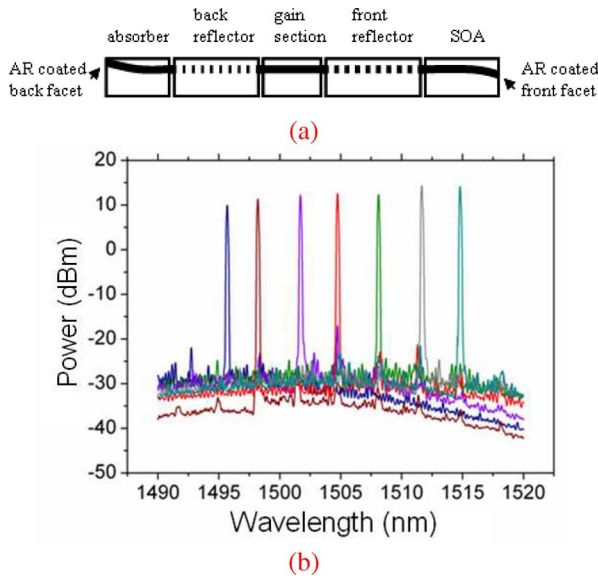 absorber
back
reflector
gain
section
front
reflector
SOA
AR coated
back facet
AR coated
front facet
(a)
20
10
0
-10
-20
-30
-40
-50
Power (dBm)
1490 1495 1500 1505 1510 1515 1520
Wavelength (nm)
(b)